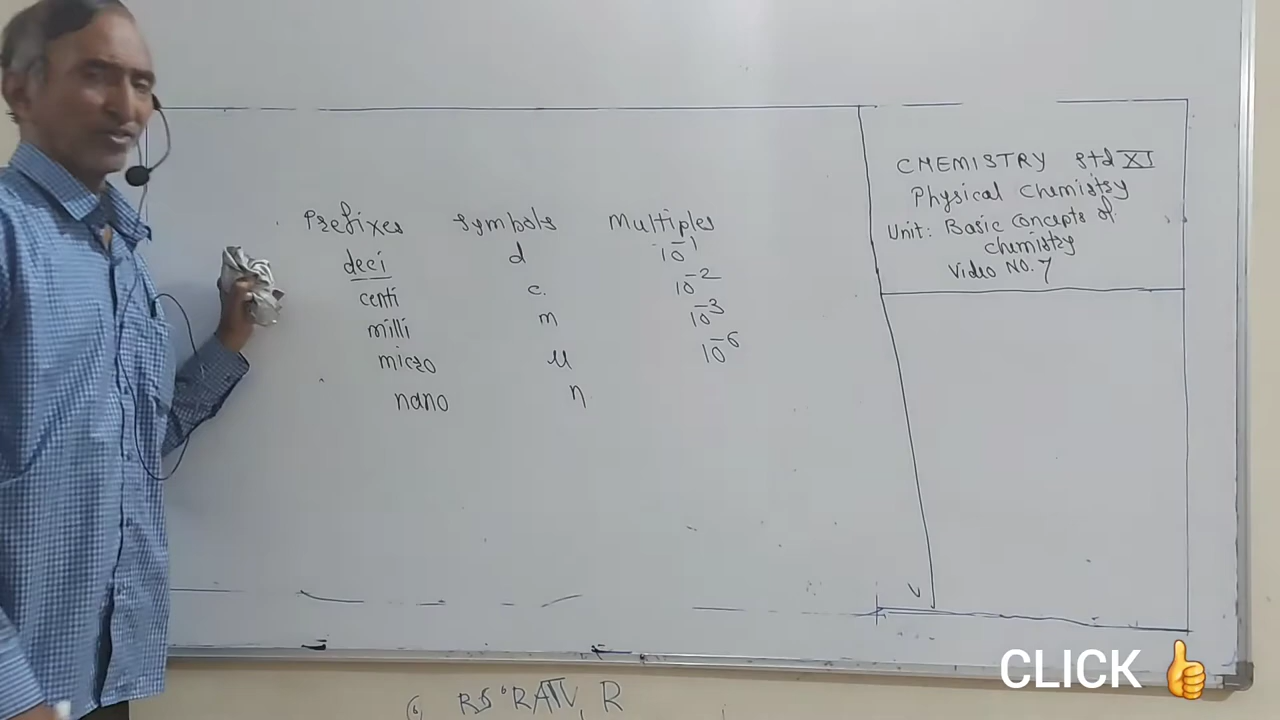 Prefixes symbols Multiples
deci d 10⁻¹
centi c. 10⁻²
milli m 10⁻³
micro μ 10⁻⁶
nano n
CHEMISTRY std XI
Physical Chemistry
Unit: Basic Concepts of
chemistry
Video NO. 7
CLICK 👍